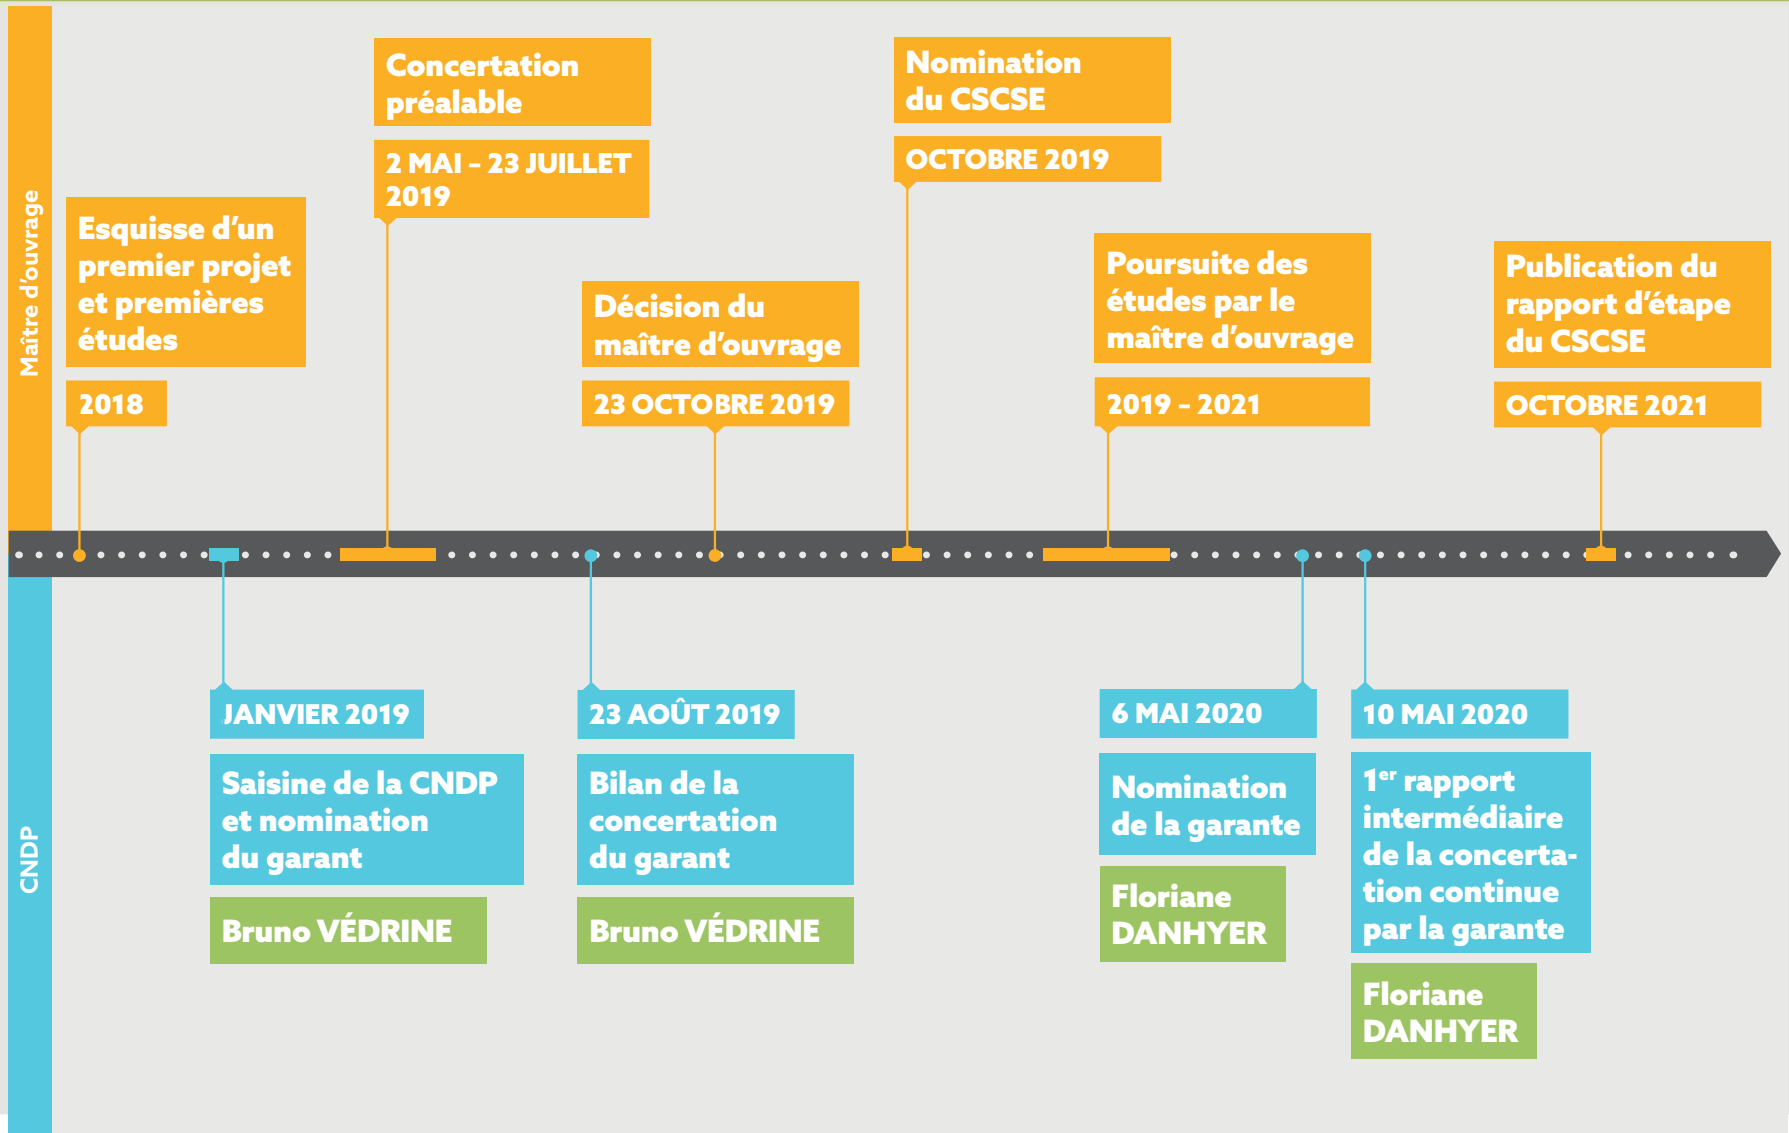 Maître d'ouvrage
Esquisse d'un
premier projet
et premières
études
2018
Concertation
préalable
2 MAI – 23 JUILLET
2019
Décision du
maître d'ouvrage
23 OCTOBRE 2019
Nomination
du CSCSE
OCTOBRE 2019
Poursuite des
études par le
maître d'ouvrage
2019 – 2021
Publication du
rapport d'étape
du CSCSE
OCTOBRE 2021
CNDP
JANVIER 2019
Saisine de la CNDP
et nomination
du garant
Bruno VÉDRINE
23 AOÛT 2019
Bilan de la
concertation
du garant
Bruno VÉDRINE
6 MAI 2020
Nomination
de la garante
Floriane
DANHYER
10 MAI 2020
1er rapport
intermédiaire
de la concerta-
tion continue
par la garante
Floriane
DANHYER